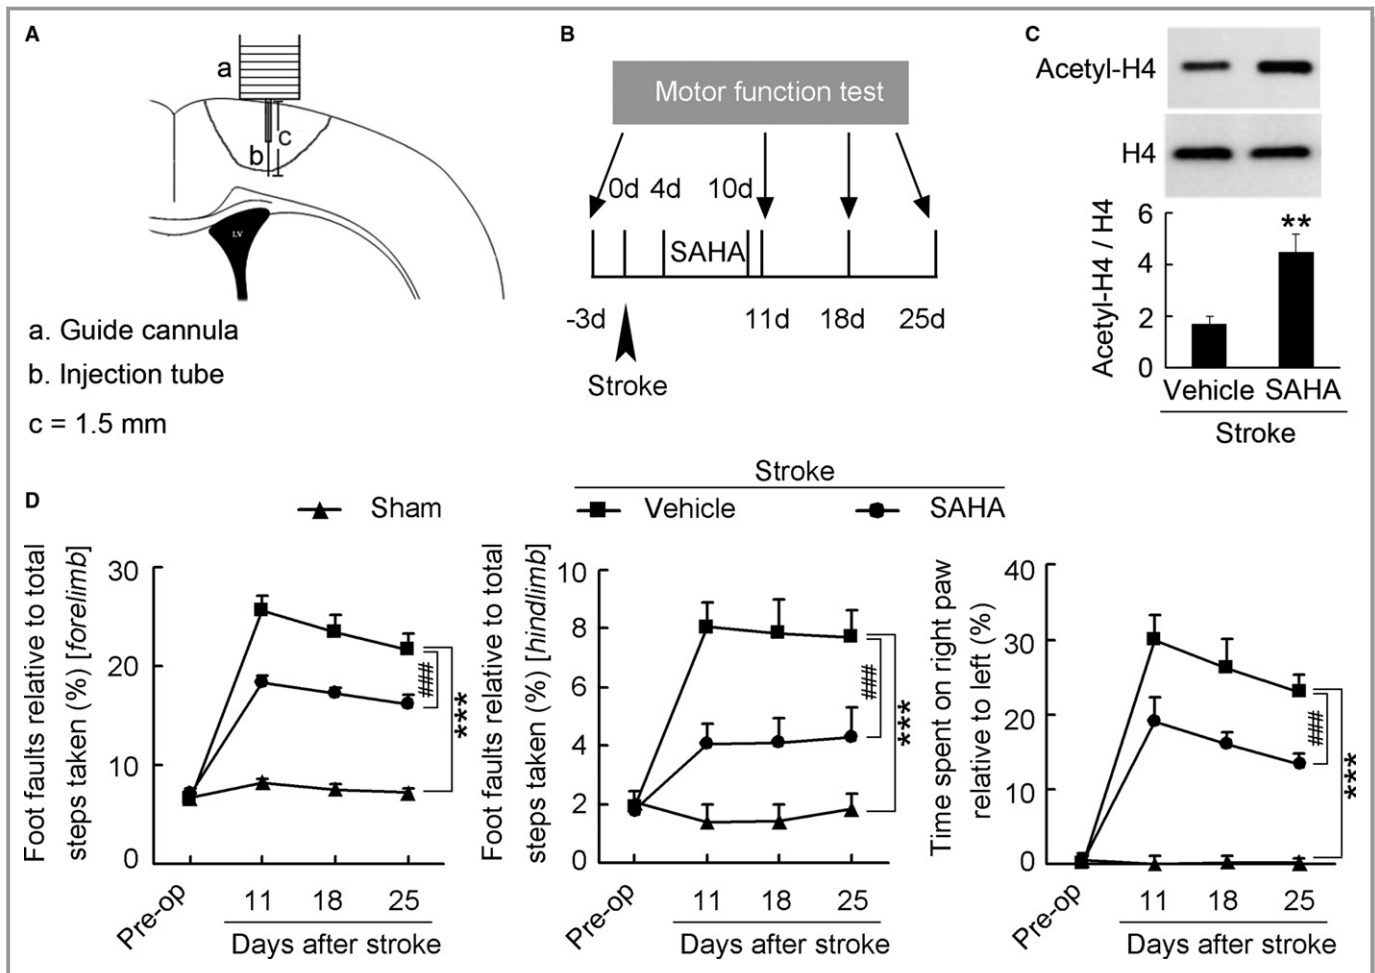 A
a
c
b
LV
a. Guide cannula
b. Injection tube
c = 1.5 mm
B
Motor function test
0d 4d 10d
SAHA
-3d 11d 18d 25d
Stroke
C
Acetyl-H4
H4
Acetyl-H4 / H4
6
4
2
0
**
Vehicle SAHA
Stroke
D
Stroke
Sham Vehicle SAHA
Foot faults relative to total
steps taken (%) [forelimb]
30
20
10
0
###
***
Pre-op 11 18 25
Days after stroke
Foot faults relative to total
steps taken (%) [hindlimb]
10
8
6
4
2
0
###
***
Pre-op 11 18 25
Days after stroke
Time spent on right paw
relative to left (%)
40
30
20
10
0
###
***
Pre-op 11 18 25
Days after stroke